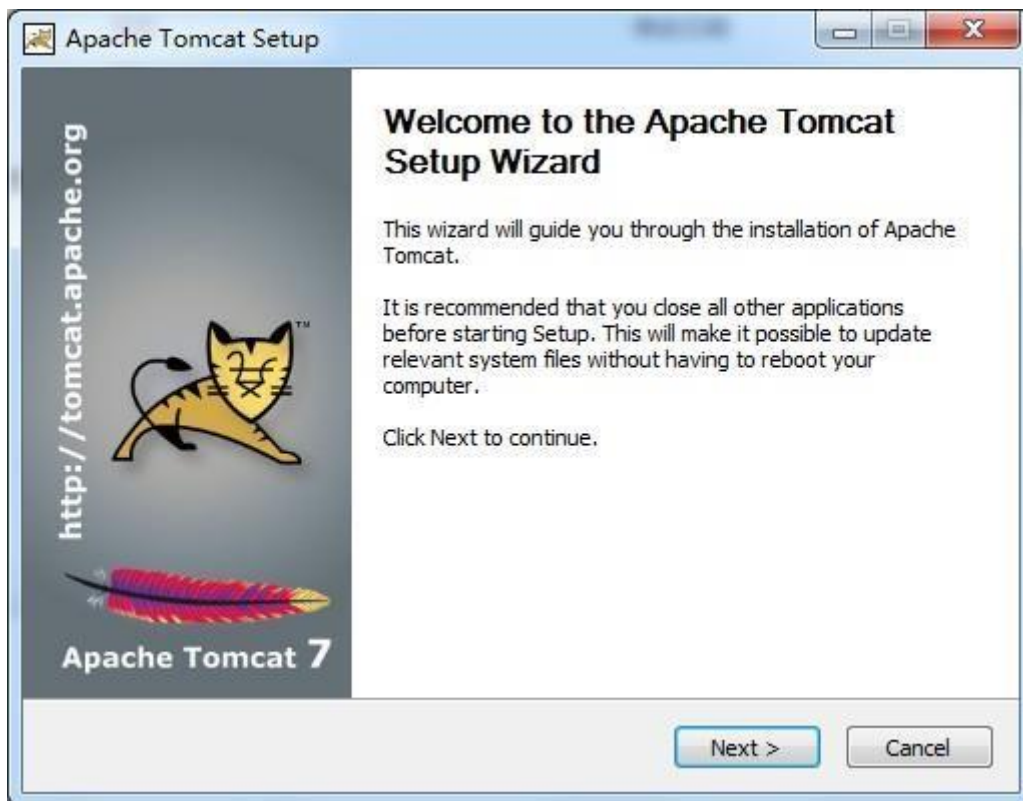 Apache Tomcat Setup
http://tomcat.apache.org
TM
Apache Tomcat 7
Welcome to the Apache Tomcat
Setup Wizard
This wizard will guide you through the installation of Apache
Tomcat.
It is recommended that you close all other applications
before starting Setup. This will make it possible to update
relevant system files without having to reboot your
computer.
Click Next to continue.
Next >
Cancel